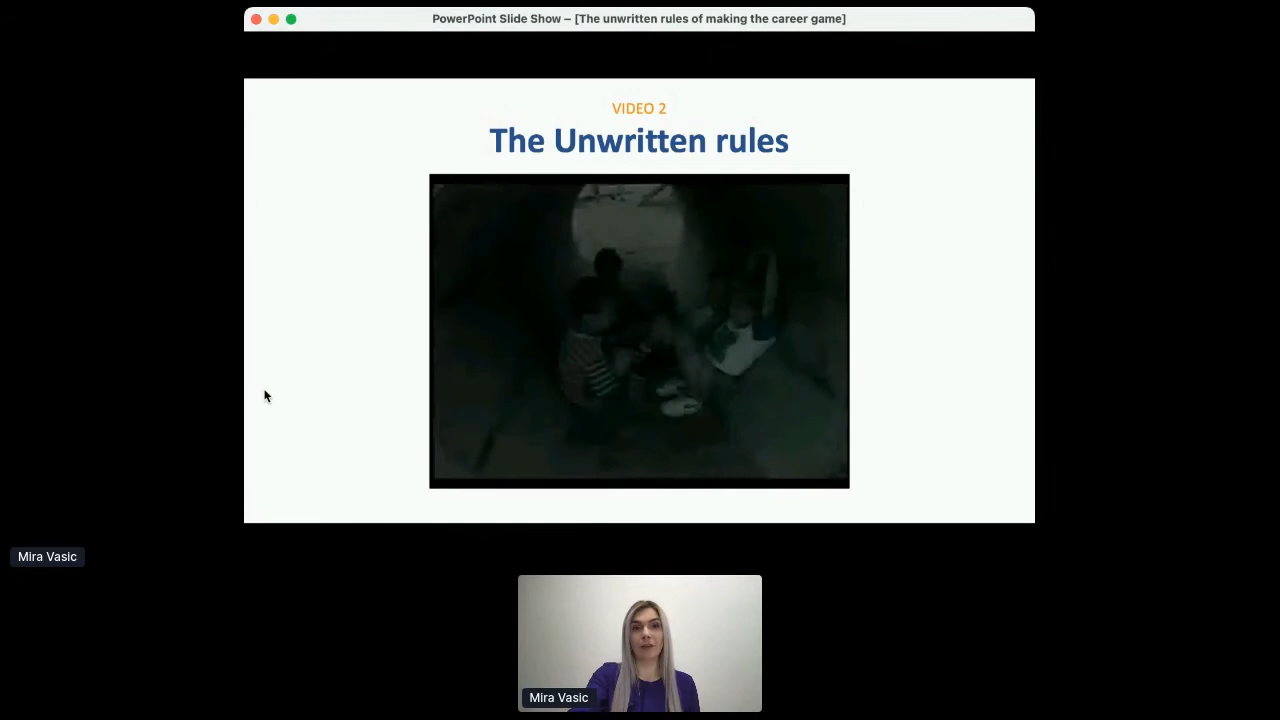 PowerPoint Slide Show – [The unwritten rules of making the career game]
VIDEO 2
The Unwritten rules
Mira Vasic
Mira Vasic